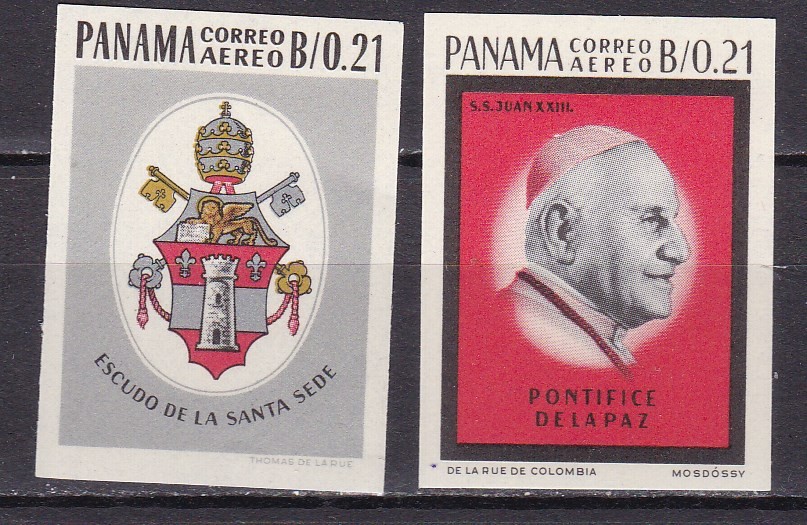 PANAMA CORREO AEREO B/0.21
ESCUDO DE LA SANTA SEDE
THOMAS DE LA RUE
PANAMA CORREO AEREO B/0.21
S.S. JUAN XXIII.
PONTIFICE
DE LA PAZ
DE LA RUE DE COLOMBIA MOSDÓSSY